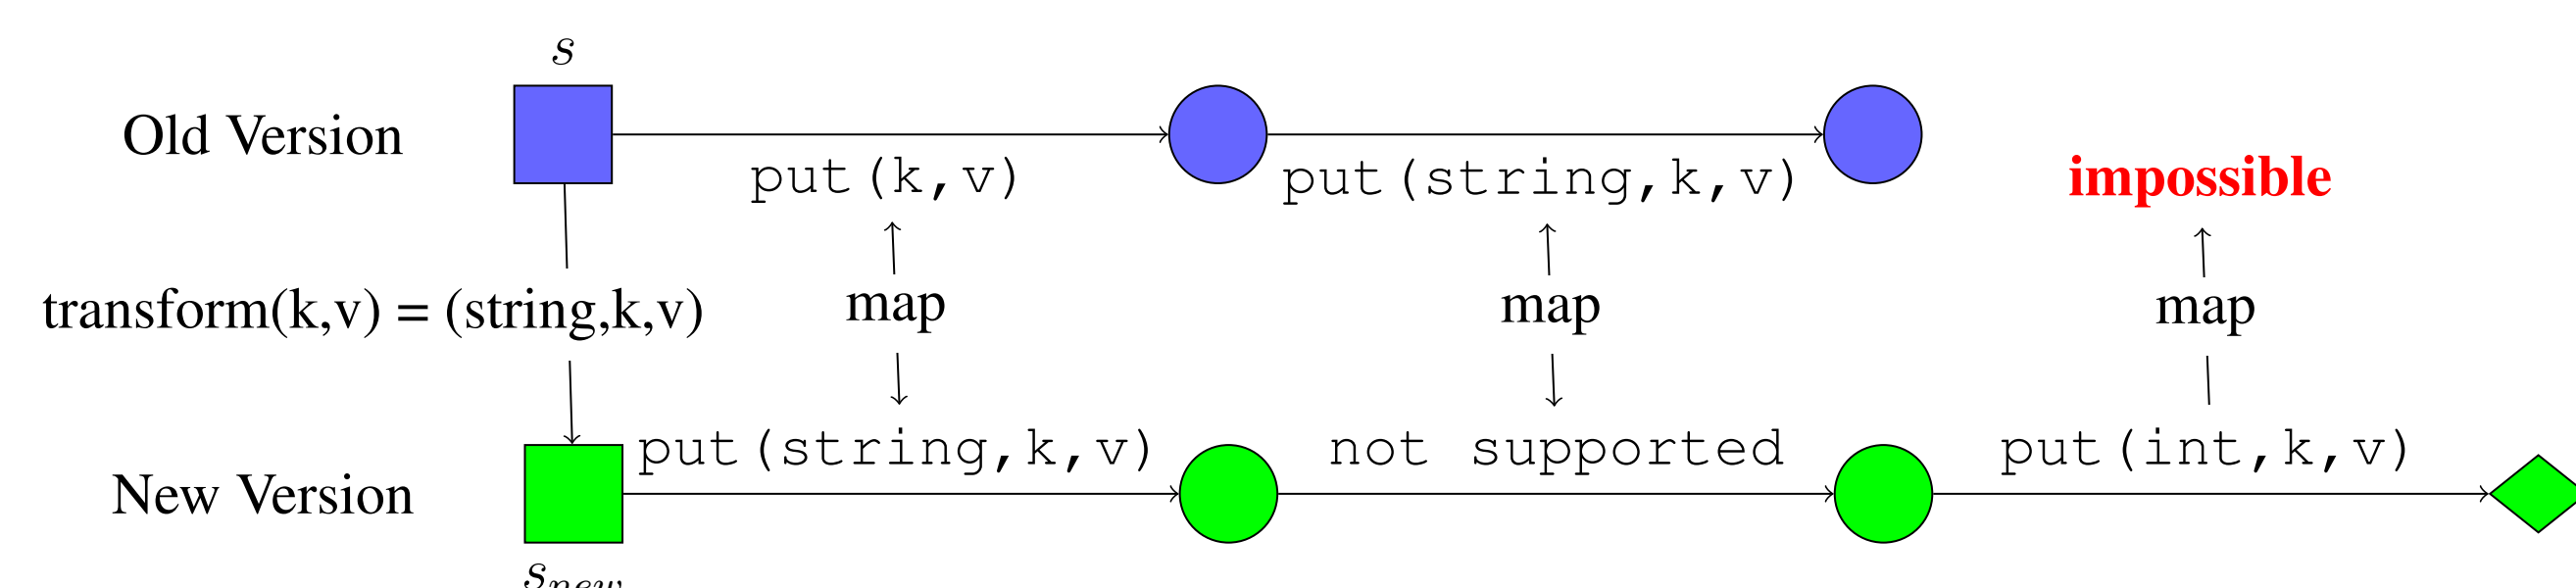 s
Old Version
put(k,v)
put(string,k,v)
impossible
transform(k,v) = (string,k,v)
map
map
map
put(string,k,v)
not supported
put(int,k,v)
New Version
s_new